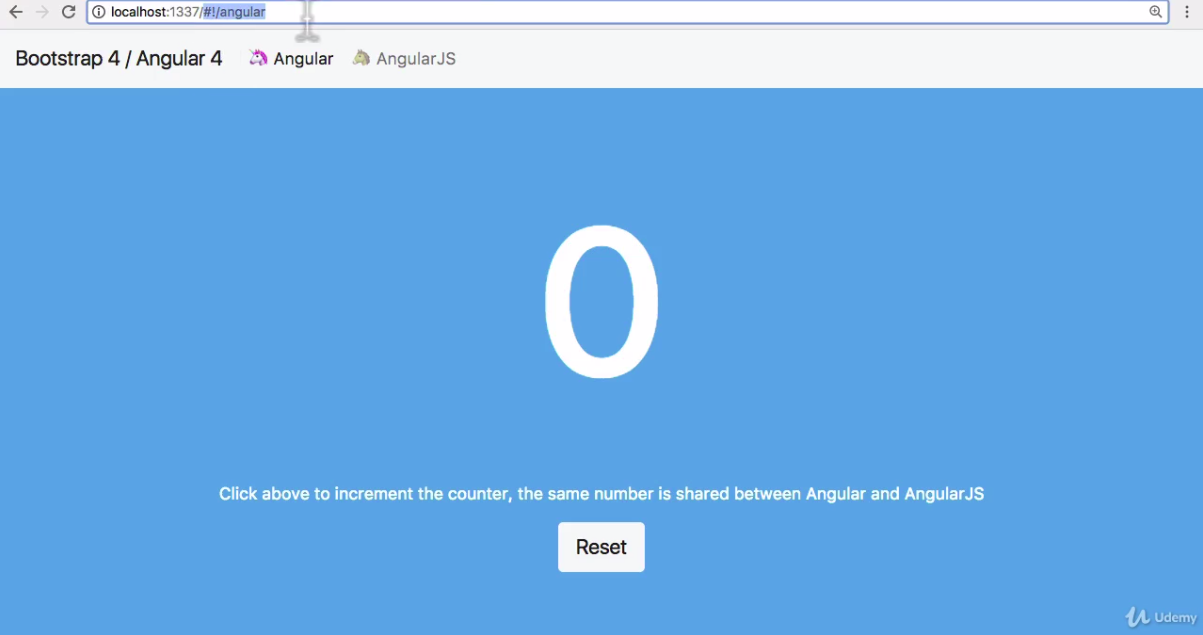 localhost:1337/#!/angular
Bootstrap 4 / Angular 4 Angular AngularJS
0
Click above to increment the counter, the same number is shared between Angular and AngularJS
Reset
Udemy